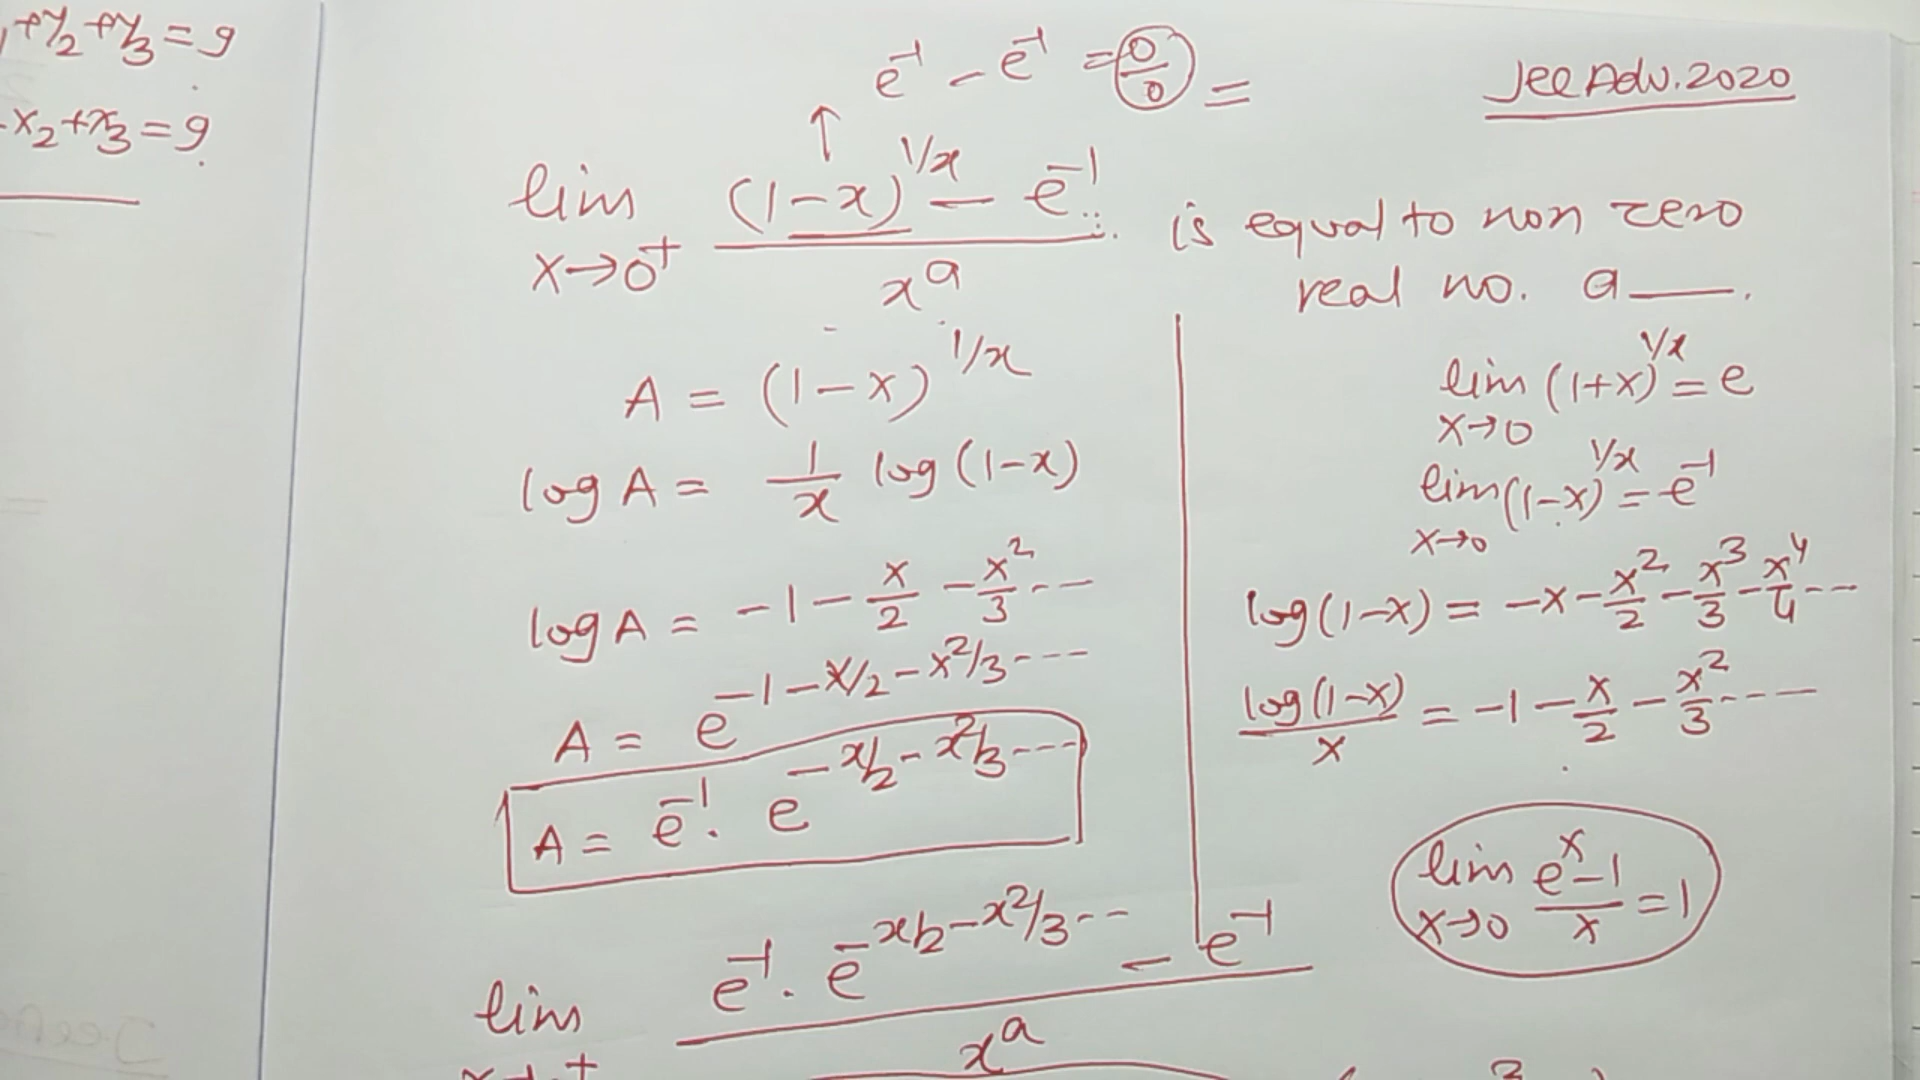 y₁+y₂+y₃=9
-x₂+x₃=9
e⁻¹ - e⁻¹ = 0/0 =
Jee Adv. 2020
lim x→0⁺ ((1-x)^(1/x) - e⁻¹)/x^a is equal to non zero
real no. a ___.
A = (1-x)^(1/x)
log A = 1/x log (1-x)
log A = -1 - x/2 - x²/3 ---
A = e^(-1-x/2-x²/3----)
A = e⁻¹. e^(-x/2-x²/3----)
lim x→0⁺ (e⁻¹. e^(-x/2-x²/3--) - e⁻¹)/x^a
lim x→0 (1+x)^(1/x) = e
lim x→0 (1-x)^(1/x) = e⁻¹
log(1-x) = -x - x²/2 - x³/3 - x⁴/4 ---
log(1-x)/x = -1 - x/2 - x²/3 -----
lim x→0 (e^x - 1)/x = 1